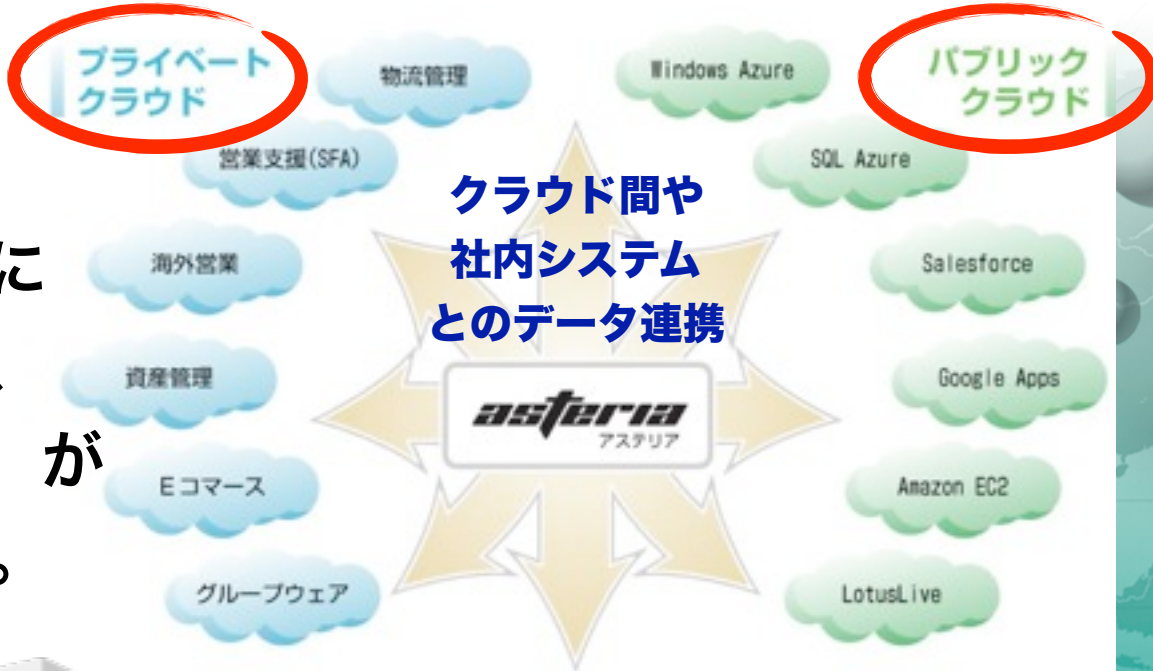 プライベート
クラウド
物流管理
Windows Azure
パブリック
クラウド
営業支援(SFA)
SQL Azure
クラウド間や
社内システム
とのデータ連携
に
海外営業
Salesforce
資産管理
Google Apps
、
asteria
アステリア
が
Eコマース
Amazon EC2
。
グループウェア
LotusLive